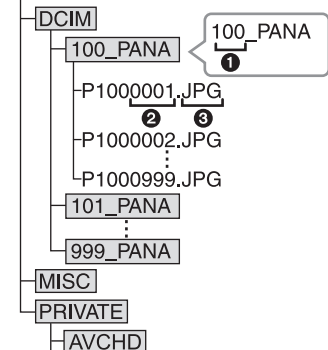 DCIM
100_PANA
100_PANA
❶
P1000001.JPG
❷ ❸
P1000002.JPG
P1000999.JPG
101_PANA
999_PANA
MISC
PRIVATE
AVCHD